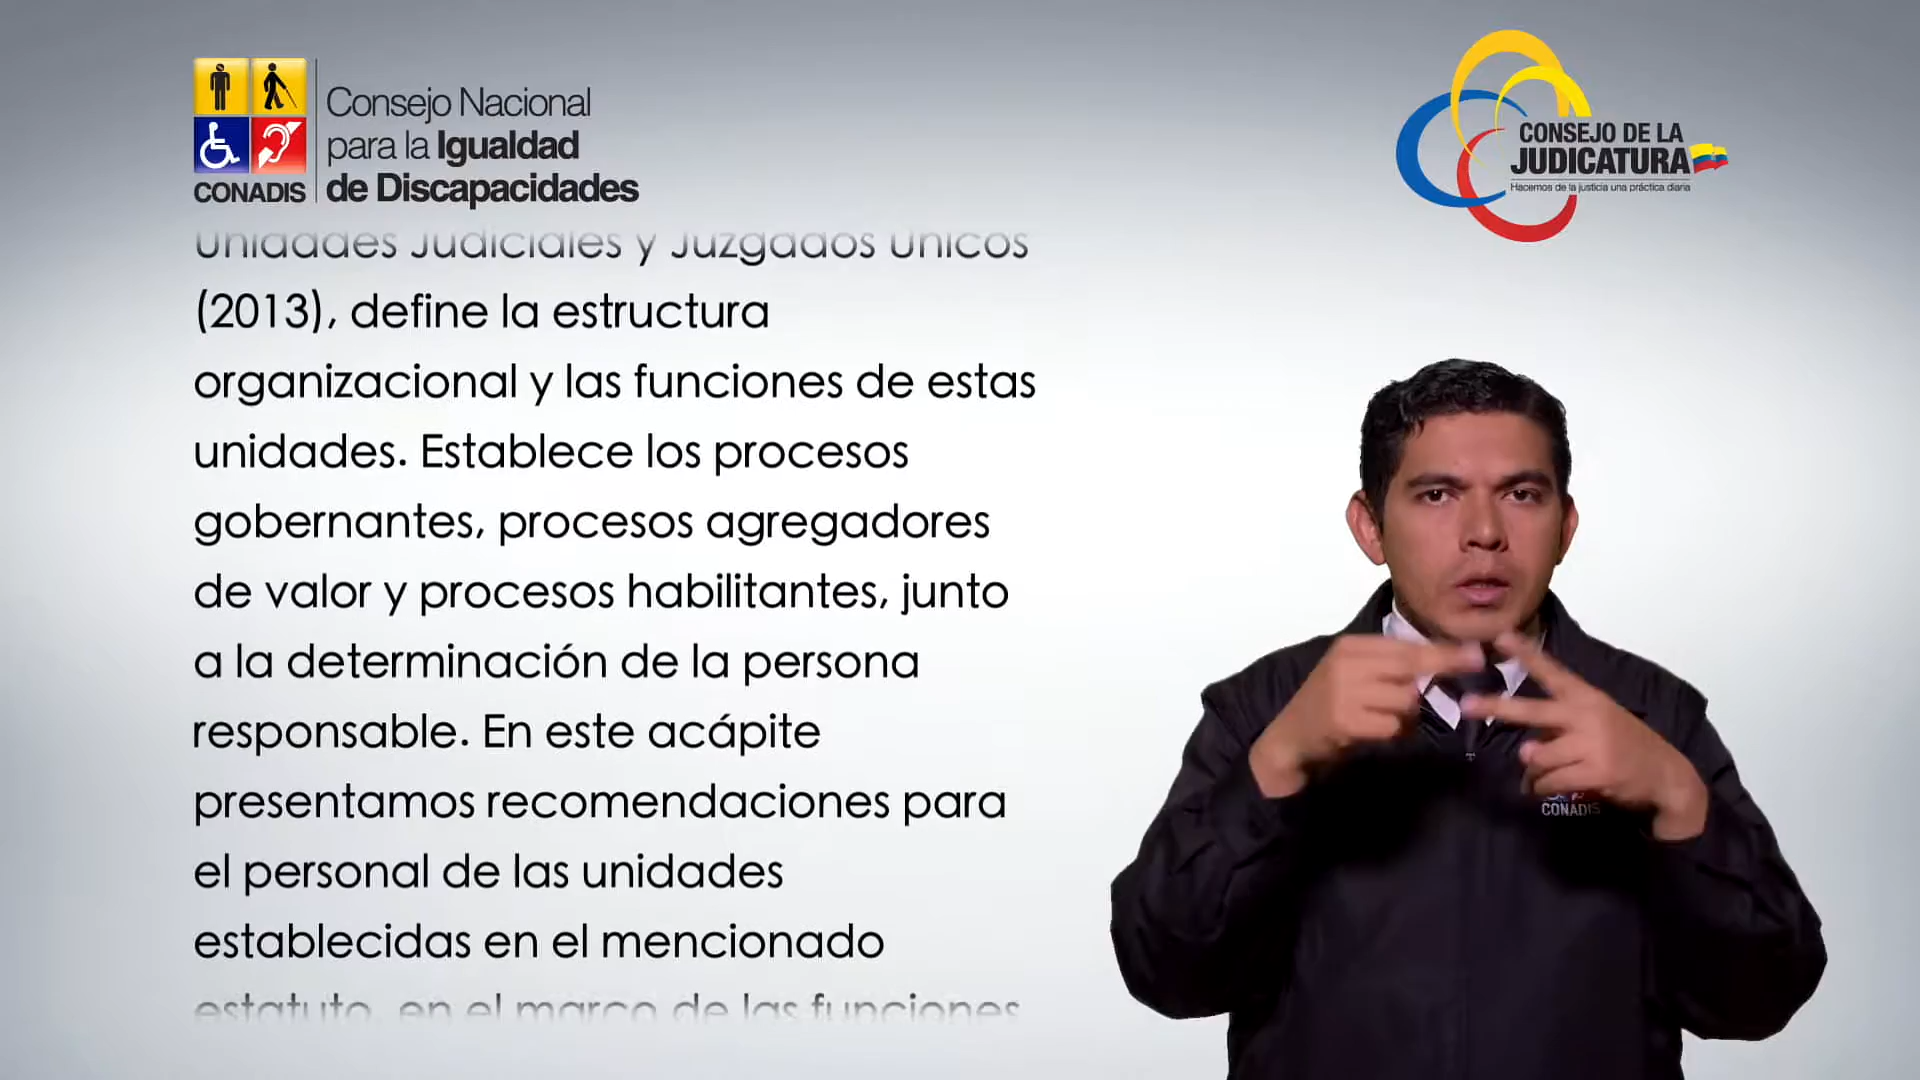 Consejo Nacional
para la Igualdad
de Discapacidades
CONADIS
CONSEJO DE LA
JUDICATURA
Hacemos de la justicia una práctica diaria
Unidades Judiciales y Juzgados Únicos
(2013), define la estructura
organizacional y las funciones de estas
unidades. Establece los procesos
gobernantes, procesos agregadores
de valor y procesos habilitantes, junto
a la determinación de la persona
responsable. En este acápite
presentamos recomendaciones para
el personal de las unidades
establecidas en el mencionado
estatuto, en el marco de las funciones
CONADIS